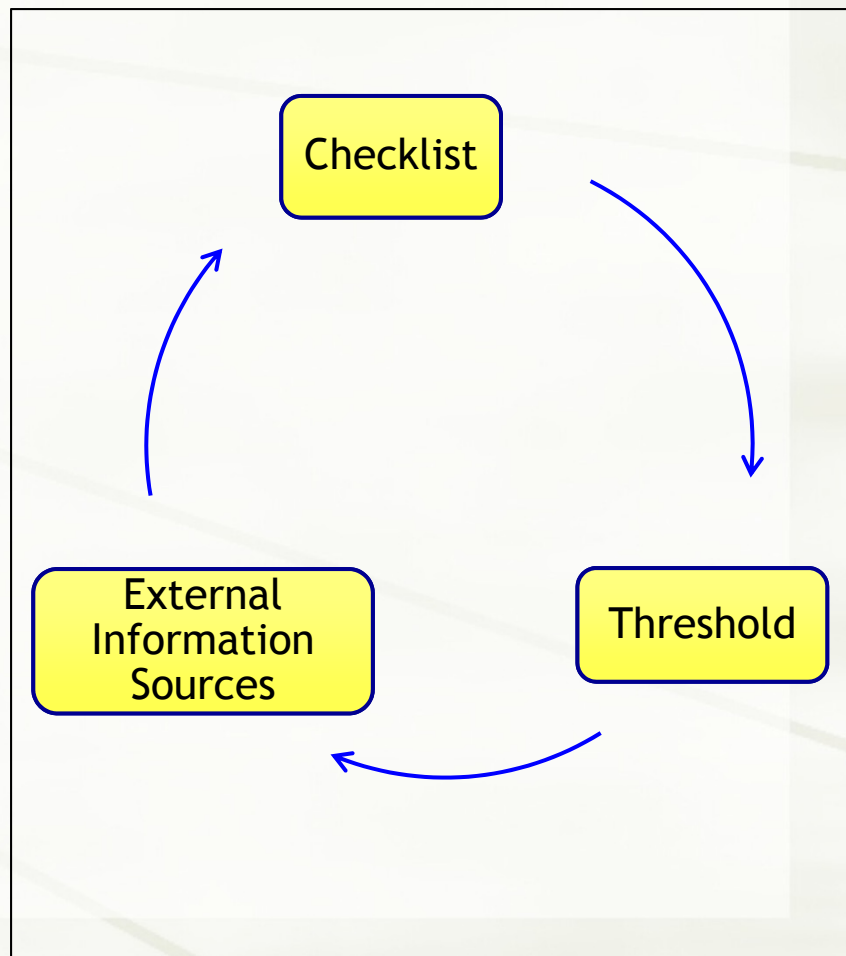 Checklist
Threshold
External
Information
Sources